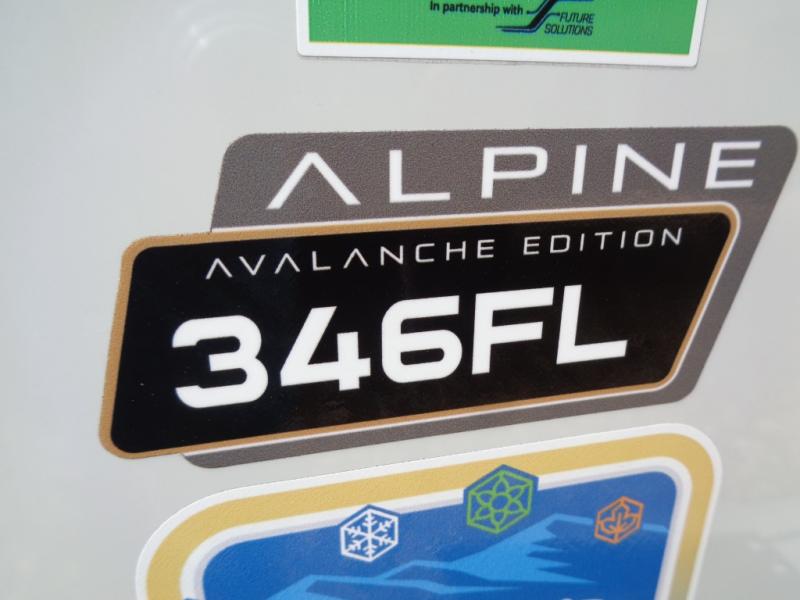 In partnership with
FUTURE
SOLUTIONS
ALPINE
AVALANCHE EDITION
346FL